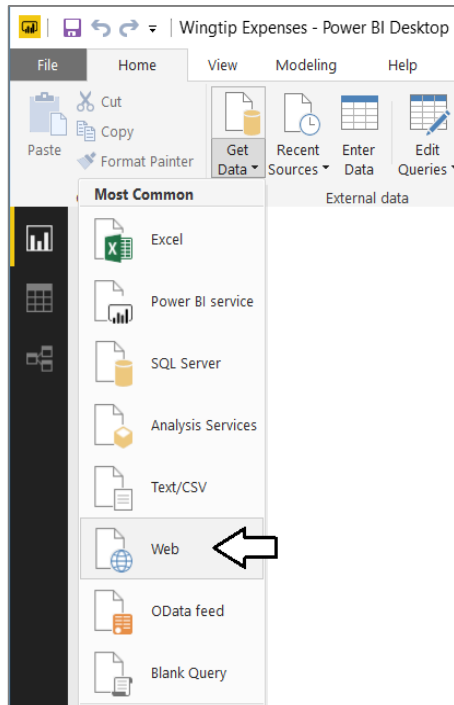 Wingtip Expenses - Power BI Desktop
File
Home
View
Modeling
Help
Cut
Copy
Format Painter
Paste
Get
Data
Recent
Sources
Enter
Data
Edit
Queries
External data
Most Common
Excel
Power BI service
SQL Server
Analysis Services
Text/CSV
Web
OData feed
Blank Query